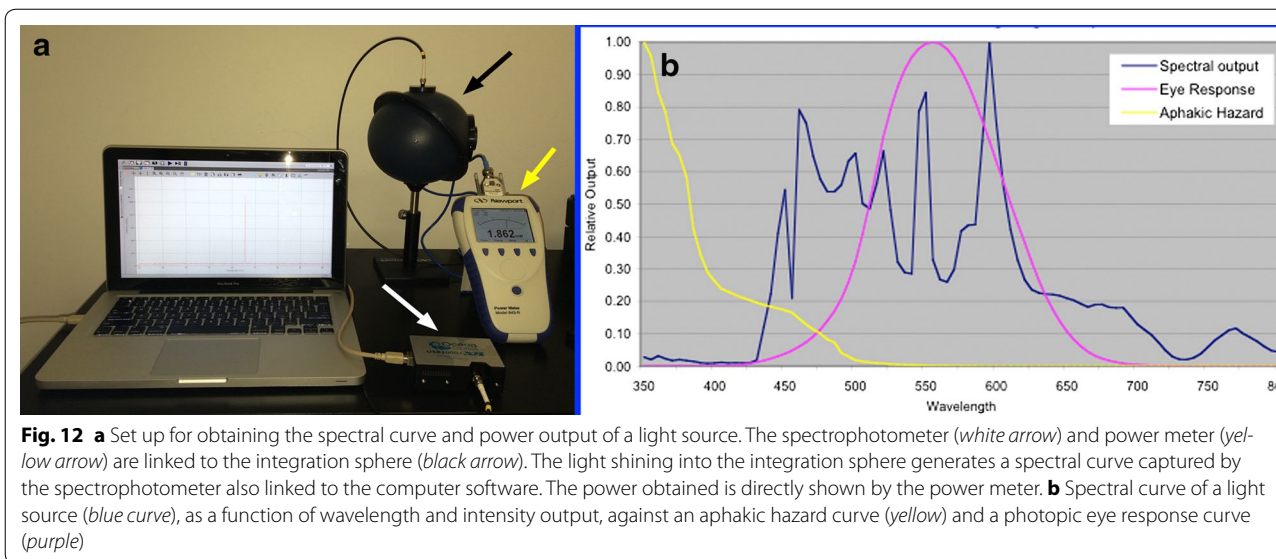 a
Newport
1.862
Power Meter
Model 843-R
MacBook Pro
b
Spectral output
Eye Response
Aphakic Hazard
1.00
0.90
0.80
0.70
0.60
0.50
0.40
0.30
0.20
0.10
0.00
Relative Output
350 400 450 500 550 600 650 700 750
Wavelength
Fig. 12 a Set up for obtaining the spectral curve and power output of a light source. The spectrophotometer (white arrow) and power meter (yel-
low arrow) are linked to the integration sphere (black arrow). The light shining into the integration sphere generates a spectral curve captured by
the spectrophotometer also linked to the computer software. The power obtained is directly shown by the power meter. b Spectral curve of a light
source (blue curve), as a function of wavelength and intensity output, against an aphakic hazard curve (yellow) and a photopic eye response curve
(purple)